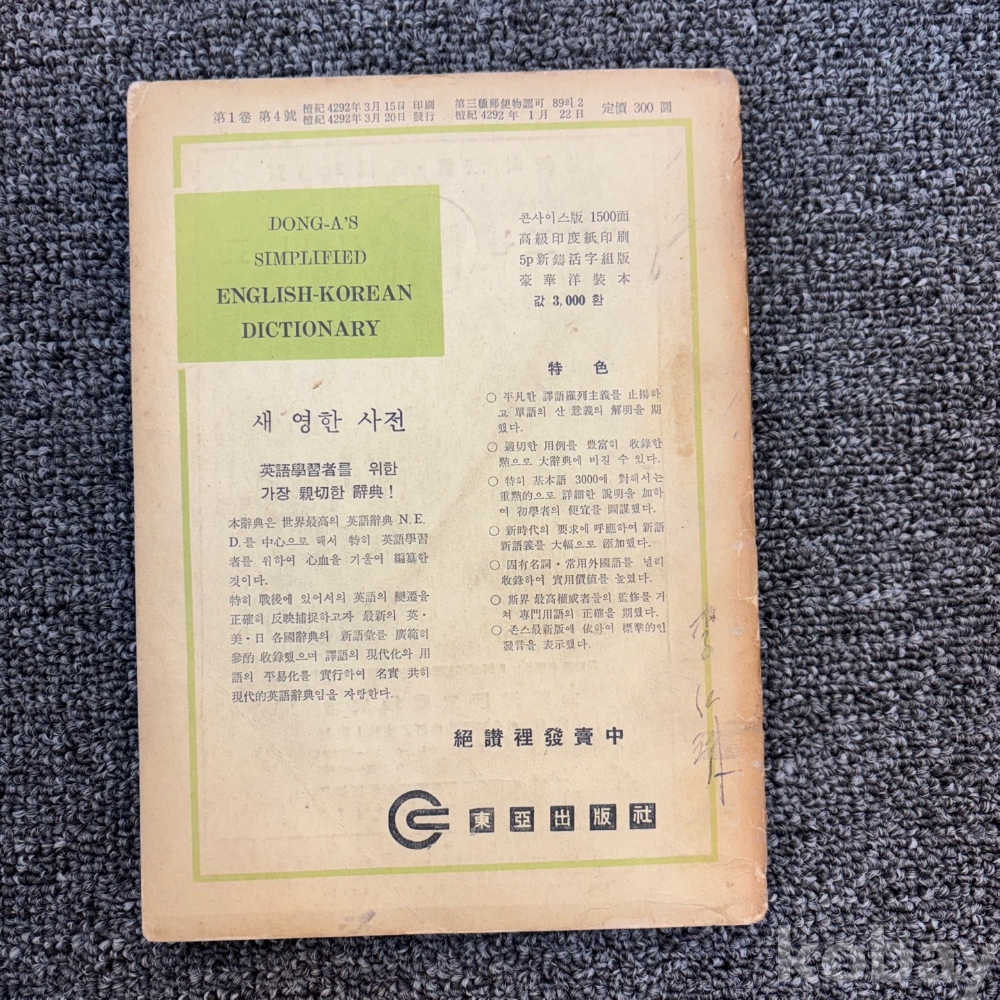 第1卷 第4號 檀紀 4292年 3月 15日 印刷 第三種郵便物認可 89의 2 定價 300 圜
檀紀 4292年 3月 20日 發行 檀紀 4292 年 1 月 22 日
DONG-A'S
SIMPLIFIED
ENGLISH-KOREAN
DICTIONARY
콘사이스版 1500面
高級印度紙印刷
5p 新鑄活字組版
豪華洋裝本
값 3,000 환
새 영한 사전
英語學習者를 위한
가장 親切한 辭典!
本辭典은 世界最高의 英語辭典 N. E.
D.를 中心으로 해서 特히 英語學習
者를 위하여 心血을 기울여 編纂한
것이다.
特히 戰後에 있어서의 英語의 變遷을
正確히 反映捕捉하고자 最新의 英·
美·日 各國辭典의 新語彙를 廣範히
參酌 收錄했으며 譯語의 現代化와 用
語의 平易化를 實行하여 名實 共히
現代的英語辭典임을 자랑한다.
特 色
○ 平凡한 譯語羅列主義를 止揚하
고 單語의 산 意義의 解明을 期
했다.
○ 適切한 用例를 豊富히 收錄한
點으로 大辭典에 비길 수 있다.
○ 特히 基本語 3000에 對해서는
重點的으로 詳細한 說明을 加하
여 初學者의 便宜를 圖謀했다.
○ 新時代의 要求에 呼應하여 新語
新語義를 大幅으로 添加했다.
○ 固有名詞·常用外國語를 널리
收錄하여 實用價値를 높였다.
○ 斯界 最高權威者들의 監修를 거
쳐 專門用語의 正確을 期했다.
○ 존스最新版에 依하여 標準的인
發音을 表示했다.
絕讚裡發賣中
東亞出版社
kobay